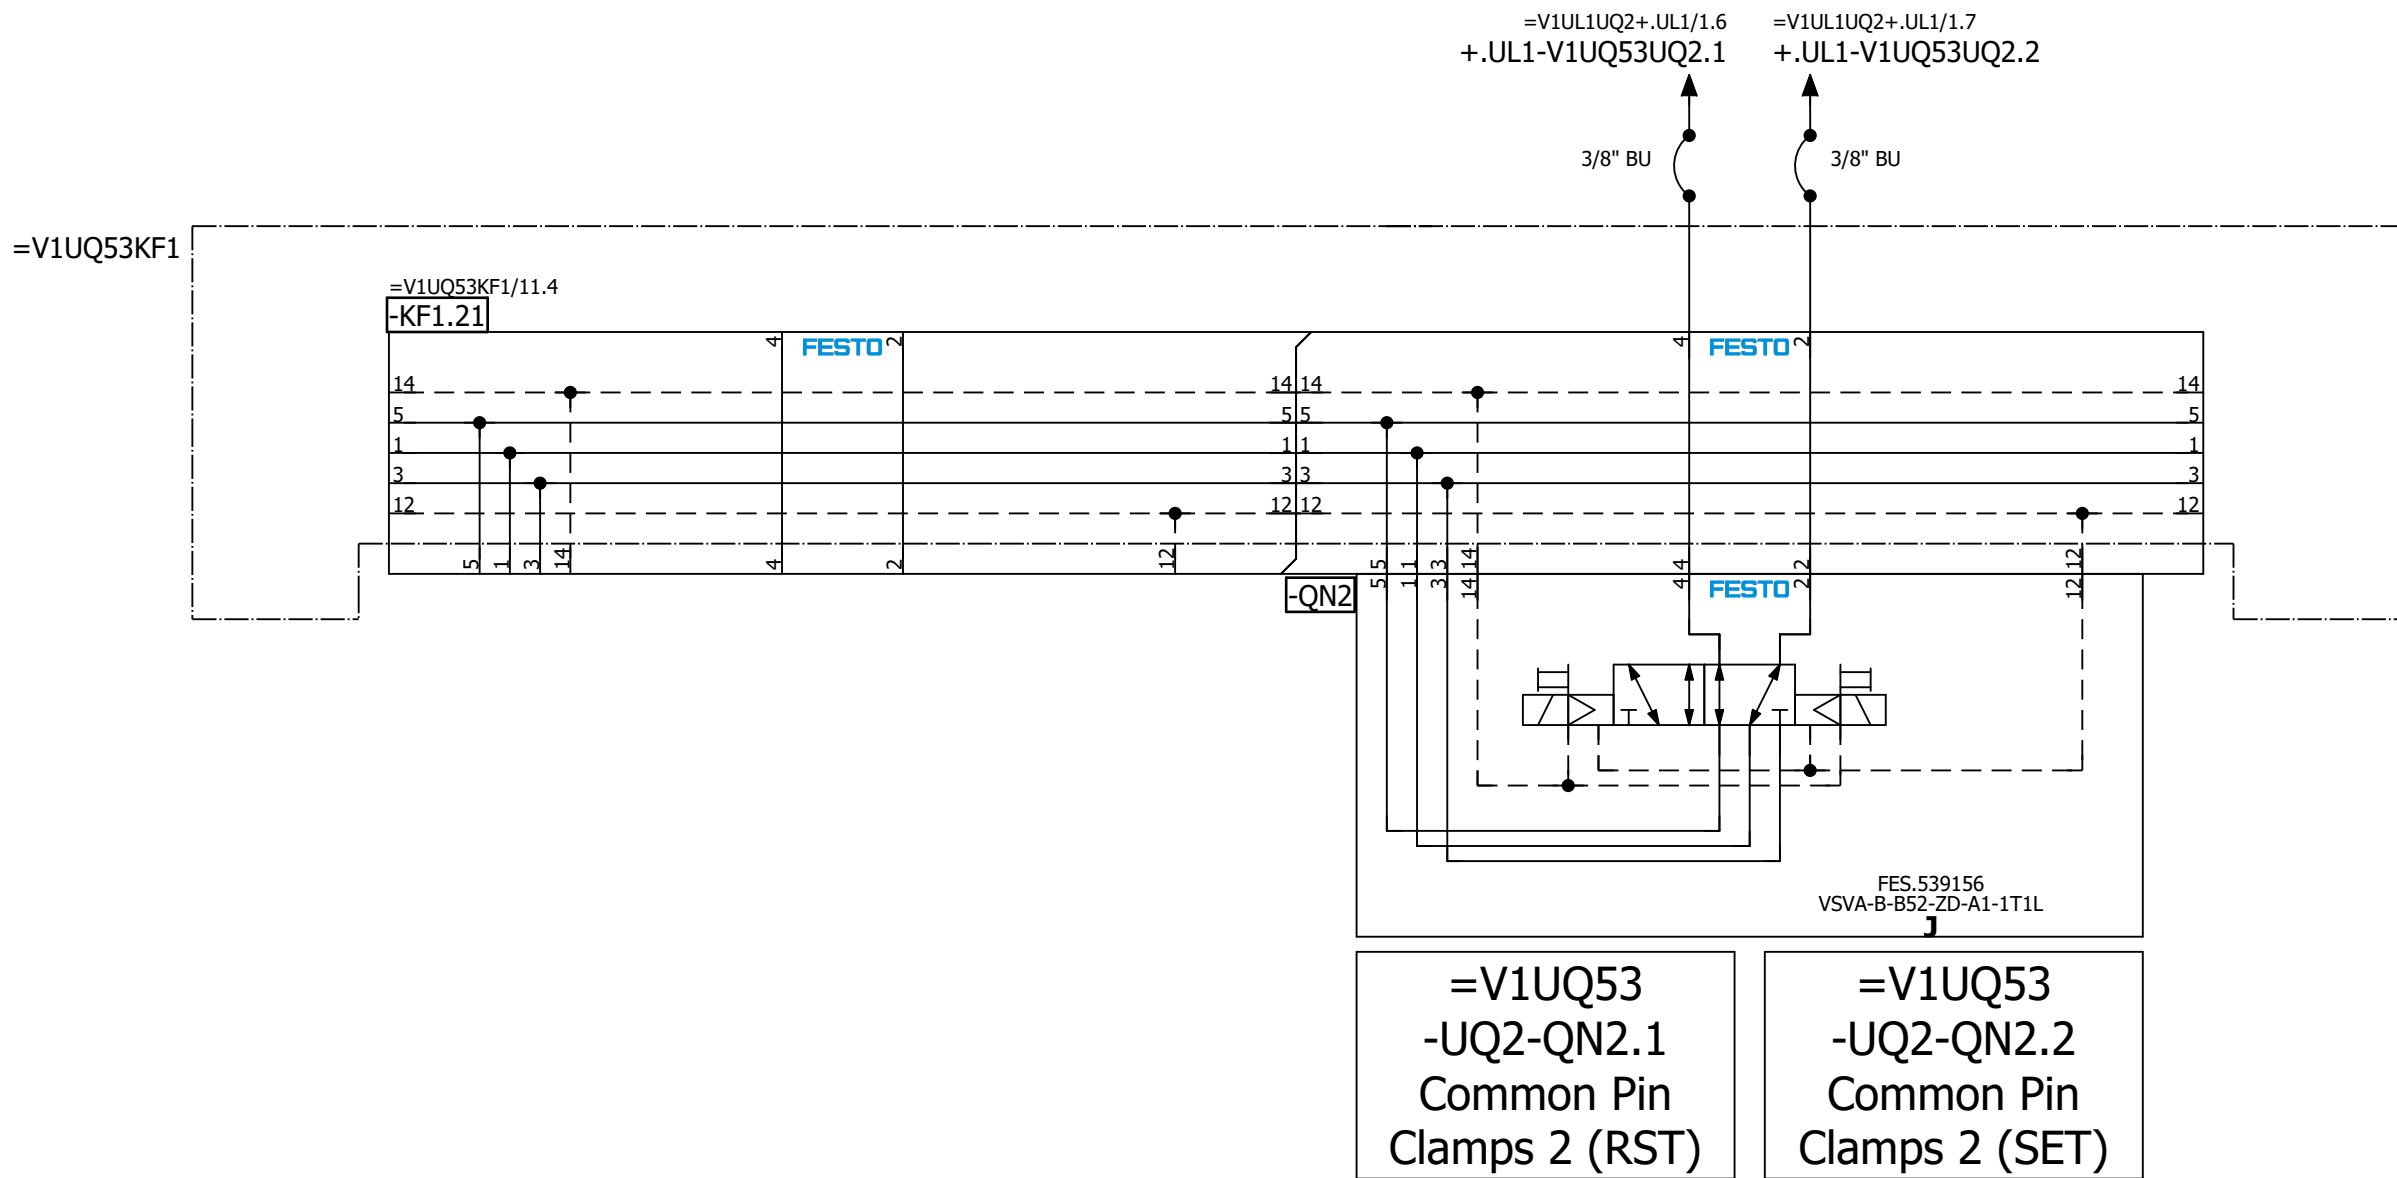 =V1UL1UQ2+.UL1/1.6 =V1UL1UQ2+.UL1/1.7
+.UL1-V1UQ53UQ2.1 +.UL1-V1UQ53UQ2.2
3/8" BU 3/8" BU
=V1UQ53KF1
=V1UQ53KF1/11.4
-KF1.21
4 FESTO 2 4 FESTO 2
14 14 14 14
5 5 5 5
1 1 1 1
3 3 3 3
12 12 12 12
5 1 3 14 4 2 12 5 1 3 14 4 2 12
-QN2
5 1 3 14 4 FESTO 2 12
FES.539156
VSVA-B-B52-ZD-A1-1T1L
J
=V1UQ53
-UQ2-QN2.1
Common Pin
Clamps 2 (RST)
=V1UQ53
-UQ2-QN2.2
Common Pin
Clamps 2 (SET)